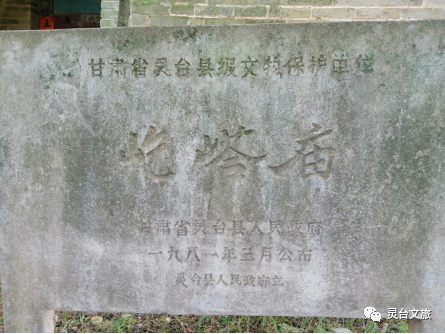 甘肃省灵台县级文物保护单位
圪塔庙
甘肃省灵台县人民政府
一九八一年三月公布
灵台县人民政府立
灵台文旅